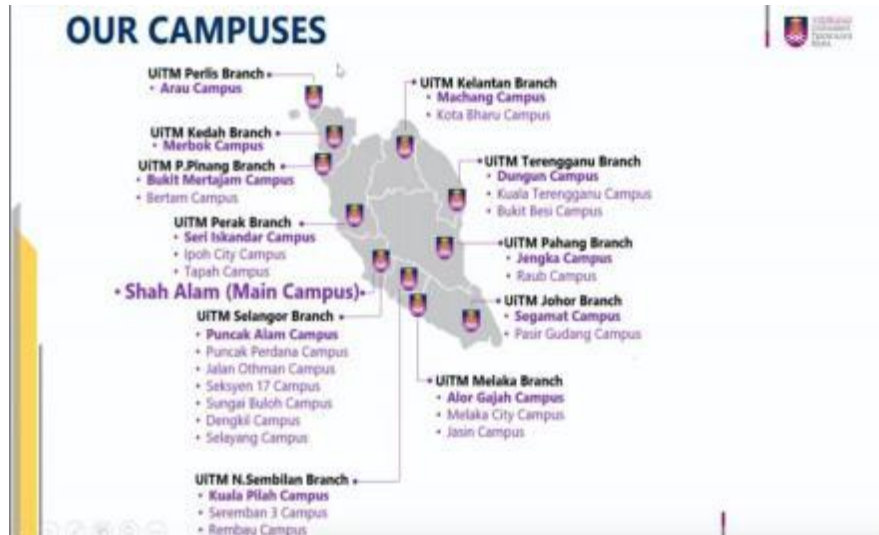 OUR CAMPUSES
UiTM Perlis Branch
• Arau Campus
UiTM Kedah Branch
• Merbok Campus
UiTM P.Pinang Branch
• Bukit Mertajam Campus
• Bertam Campus
UiTM Perak Branch
• Seri Iskandar Campus
• Ipoh City Campus
• Tapah Campus
• Shah Alam (Main Campus)
UiTM Selangor Branch
• Puncak Alam Campus
• Puncak Perdana Campus
• Jalan Othman Campus
• Seksyen 17 Campus
• Sungai Buloh Campus
• Dengkil Campus
• Selayang Campus
UiTM N.Sembilan Branch
• Kuala Pilah Campus
• Seremban 3 Campus
• Rembau Campus
UiTM Kelantan Branch
• Machang Campus
• Kota Bharu Campus
UiTM Terengganu Branch
• Dungun Campus
• Kuala Terengganu Campus
• Bukit Besi Campus
UiTM Pahang Branch
• Jengka Campus
• Raub Campus
UiTM Johor Branch
• Segamat Campus
• Pasir Gudang Campus
UiTM Melaka Branch
• Alor Gajah Campus
• Melaka City Campus
• Jasin Campus